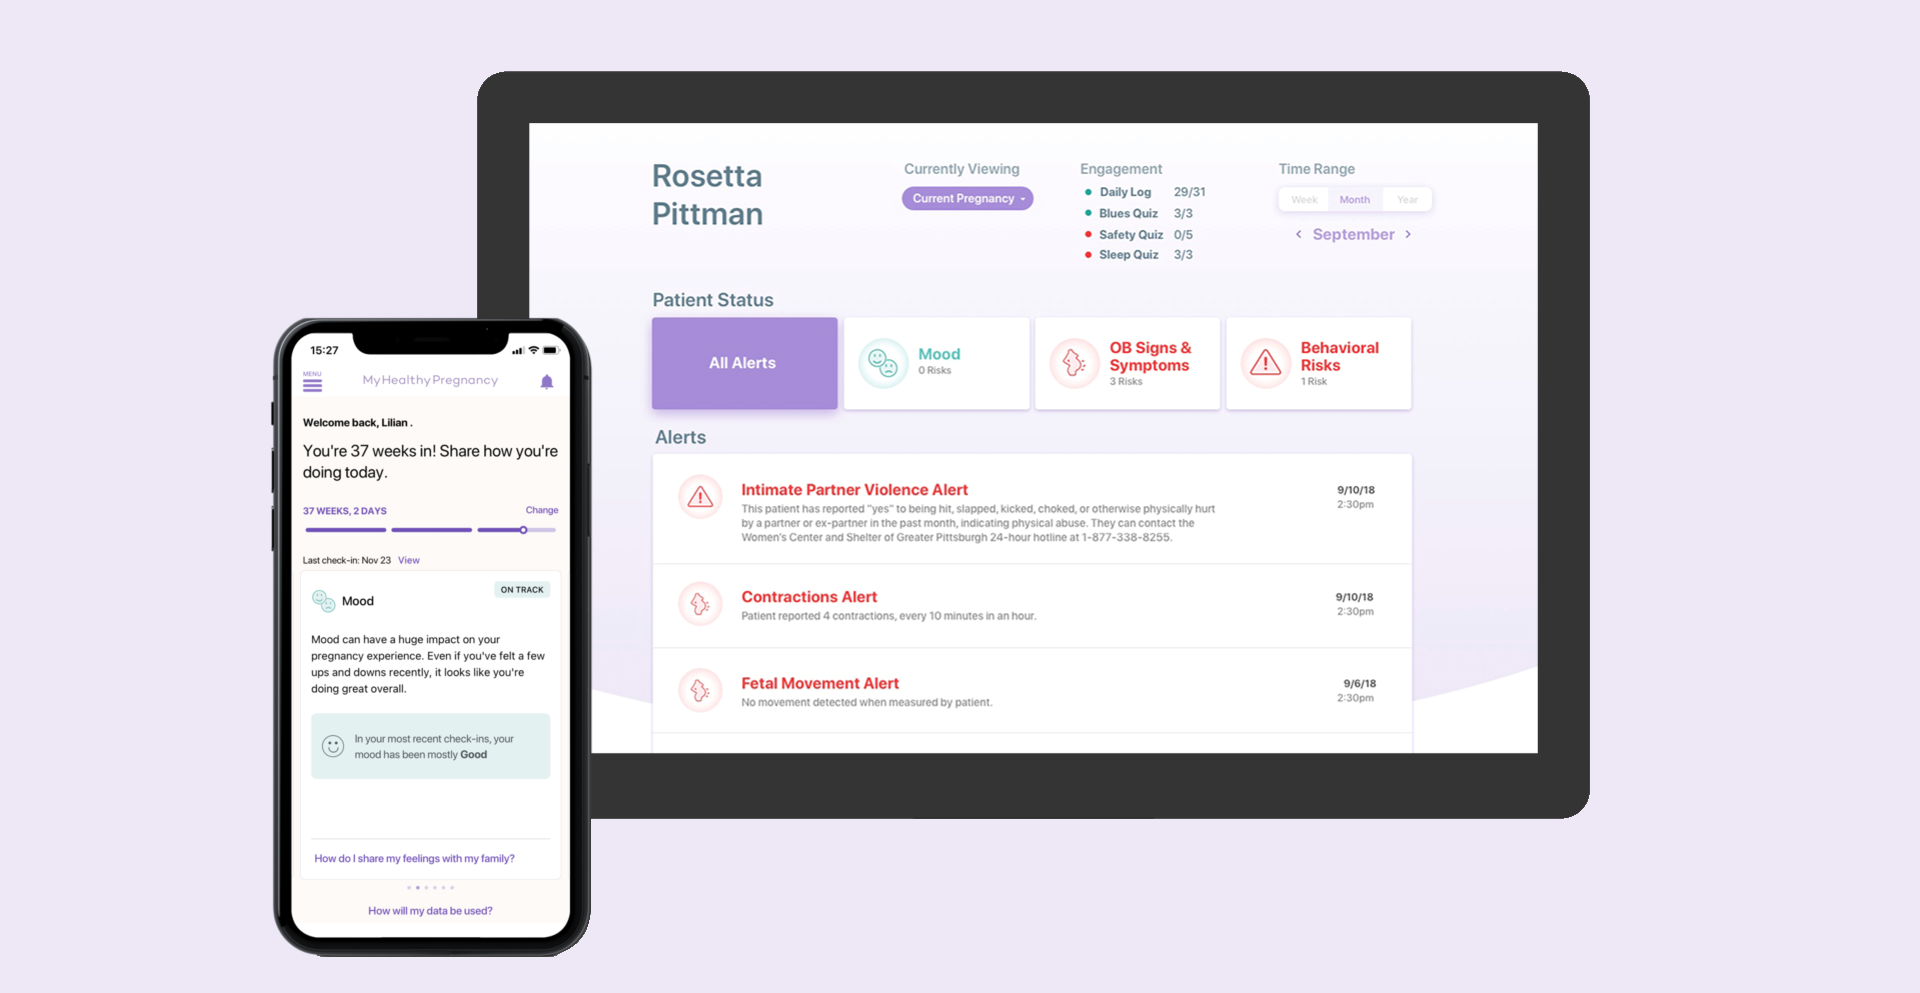 Rosetta
Pittman
Currently Viewing
Current Pregnancy
Engagement
Daily Log 29/31
Blues Quiz 3/3
Safety Quiz 0/5
Sleep Quiz 3/3
Time Range
Week Month Year
< September >
Patient Status
All Alerts
Mood
0 Risks
OB Signs &
Symptoms
3 Risks
Behavioral
Risks
1 Risk
Alerts
Intimate Partner Violence Alert
This patient has reported "yes" to being hit, slapped, kicked, choked, or otherwise physically hurt
by a partner or ex-partner in the past month, indicating physical abuse. They can contact the
Women's Center and Shelter of Greater Pittsburgh 24-hour hotline at 1-877-338-8255.
9/10/18
2:30pm
Contractions Alert
Patient reported 4 contractions, every 10 minutes in an hour.
9/10/18
2:30pm
Fetal Movement Alert
No movement detected when measured by patient.
9/6/18
2:30pm
15:27
MENU
MyHealthyPregnancy
Welcome back, Lilian .
You're 37 weeks in! Share how you're
doing today.
37 WEEKS, 2 DAYS
Change
Last check-in: Nov 23 View
ON TRACK
Mood
Mood can have a huge impact on your
pregnancy experience. Even if you've felt a few
ups and downs recently, it looks like you're
doing great overall.
In your most recent check-ins, your
mood has been mostly Good
How do I share my feelings with my family?
How will my data be used?